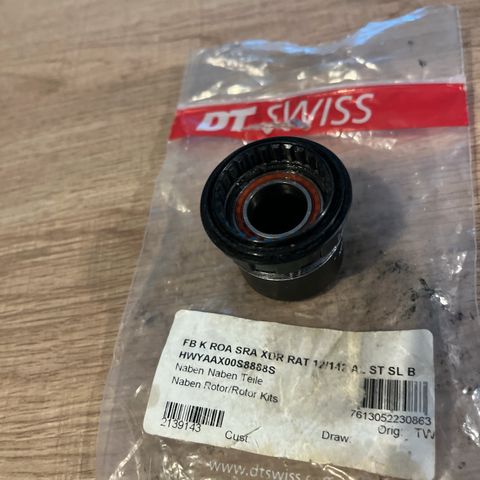 DT SWISS
FB K ROA SRA XDR RAT 12/142 AL ST SL B
HWYAAX00S8888S
Naben Naben Teile
Naben Rotor/Rotor Kits
7613052230863
2139143
Cust.
Draw.
Orig. TW
www.dtswiss.